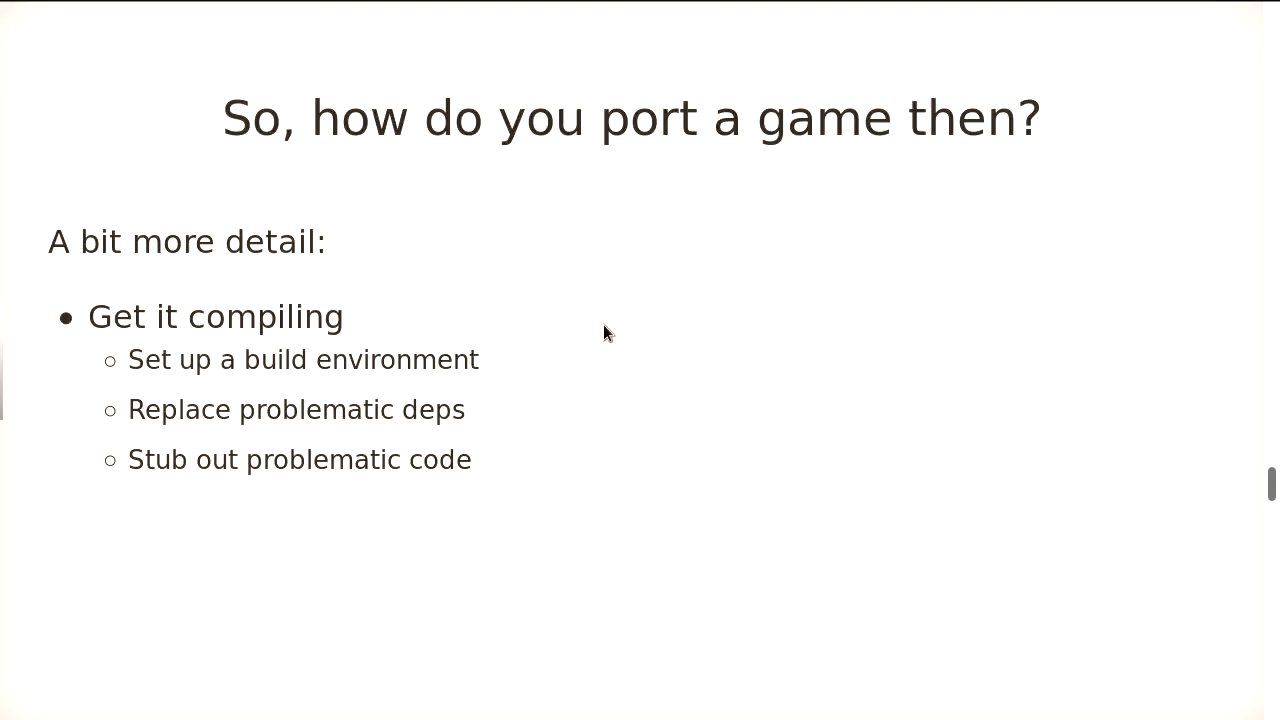 So, how do you port a game then?
A bit more detail:
Get it compiling
Set up a build environment
Replace problematic deps
Stub out problematic code